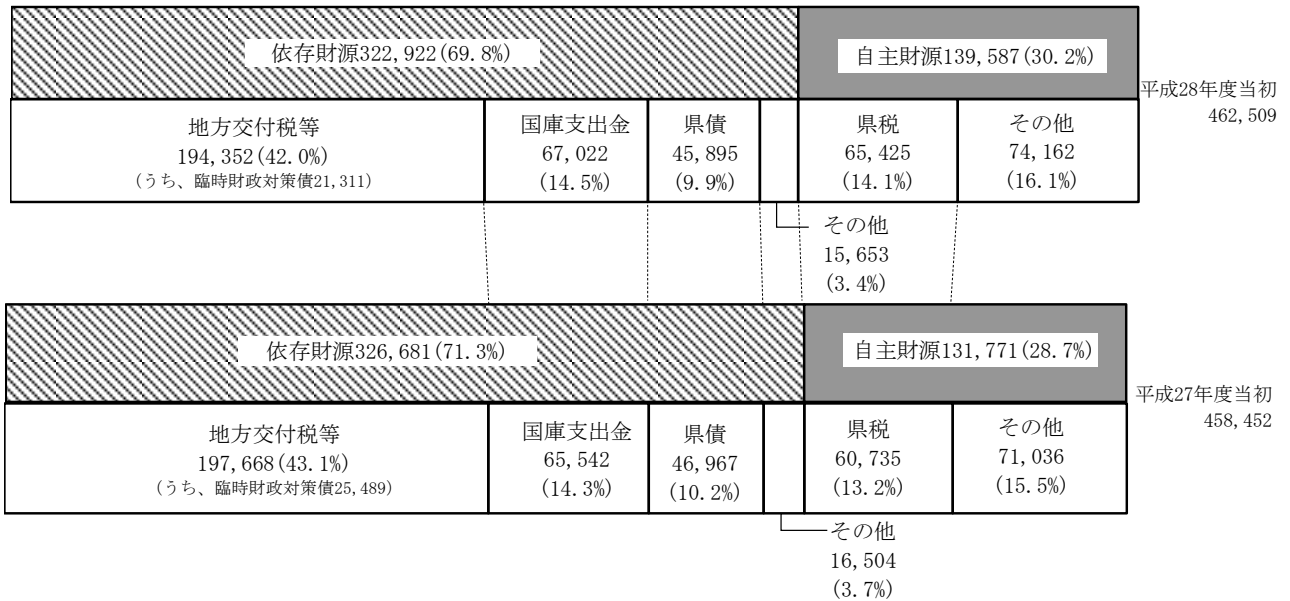 依存財源322,922(69.8%)
自主財源139,587(30.2%)
平成28年度当初
462,509
地方交付税等
194,352(42.0%)
(うち、臨時財政対策債21,311)
国庫支出金
67,022
(14.5%)
県債
45,895
(9.9%)
県税
65,425
(14.1%)
その他
74,162
(16.1%)
その他
15,653
(3.4%)
依存財源326,681(71.3%)
自主財源131,771(28.7%)
平成27年度当初
458,452
地方交付税等
197,668(43.1%)
(うち、臨時財政対策債25,489)
国庫支出金
65,542
(14.3%)
県債
46,967
(10.2%)
県税
60,735
(13.2%)
その他
71,036
(15.5%)
その他
16,504
(3.7%)